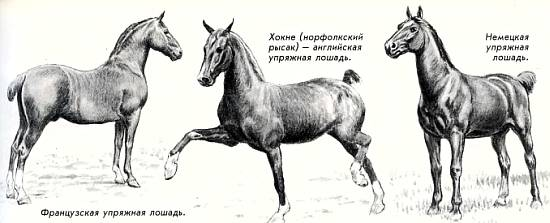 Хокне (норфолкский
рысак) — английская
упряжная лошадь.
Немецкая
упряжная
лошадь.
Французская упряжная лошадь.